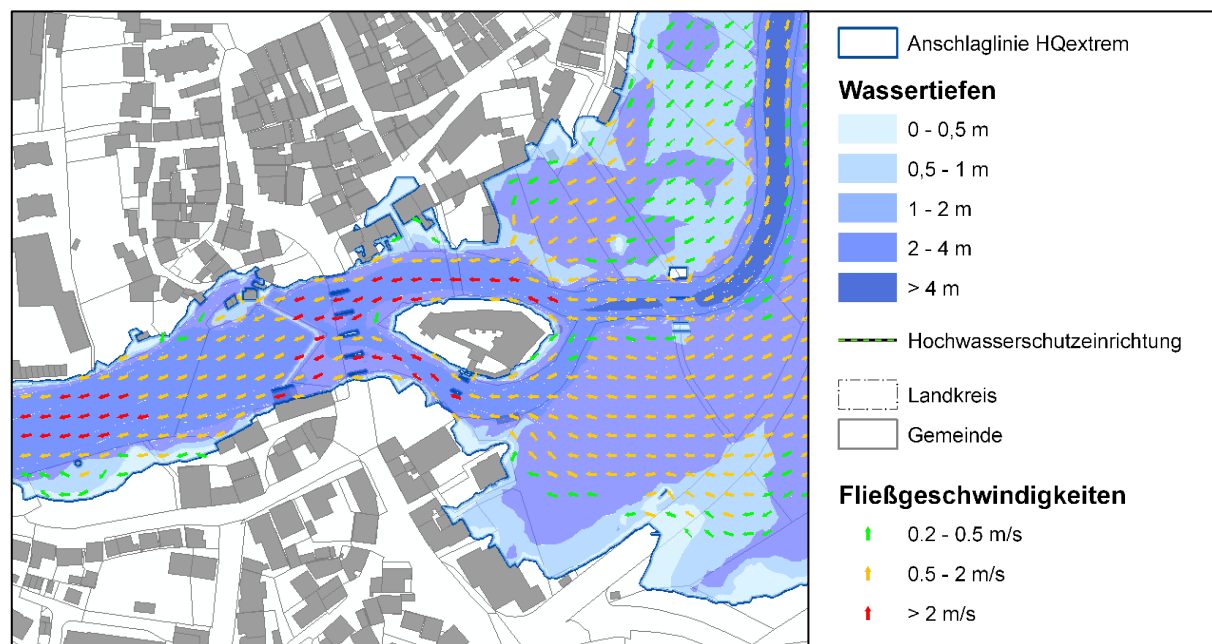 Anschlaglinie HQextrem
Wassertiefen
0 - 0,5 m
0,5 - 1 m
1 - 2 m
2 - 4 m
> 4 m
Hochwasserschutzeinrichtung
Landkreis
Gemeinde
Fließgeschwindigkeiten
0.2 - 0.5 m/s
0.5 - 2 m/s
> 2 m/s